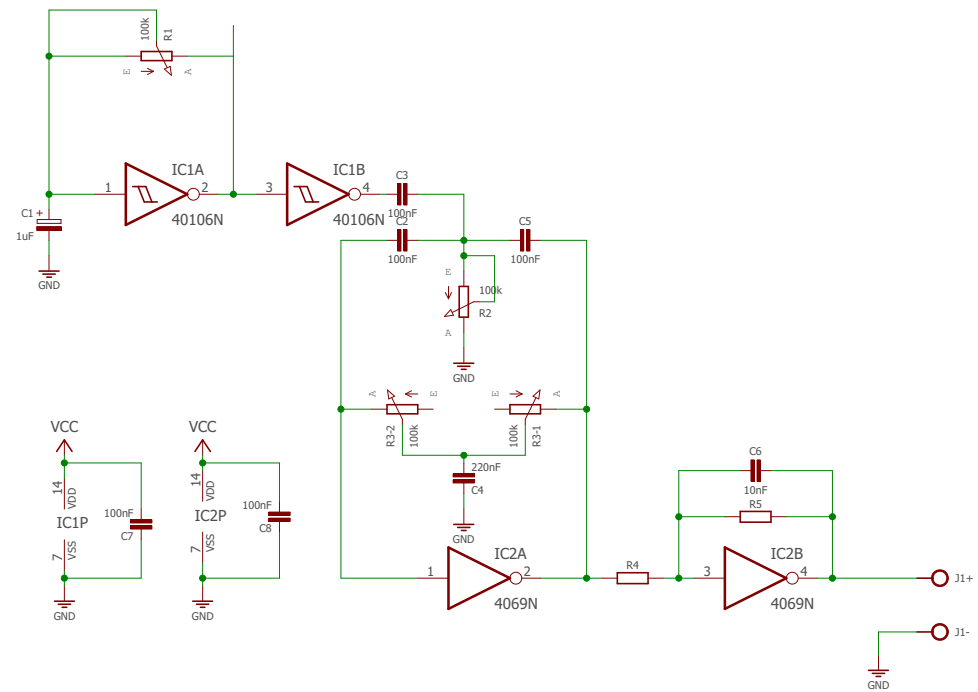 100k
R1
E
A
IC1A
1
2
40106N
IC1B
3
4
40106N
C3
100nF
C1
+
1uF
GND
C2
100nF
C5
100nF
E
100k
R2
A
GND
A
E
R3-2
100k
E
A
100k
R3-1
220nF
C4
GND
VCC
14
VDD
IC1P
7
VSS
100nF
C7
GND
VCC
14
VDD
IC2P
7
VSS
100nF
C8
GND
IC2A
1
2
4069N
R4
C6
10nF
R5
IC2B
3
4
4069N
J1+
J1-
GND